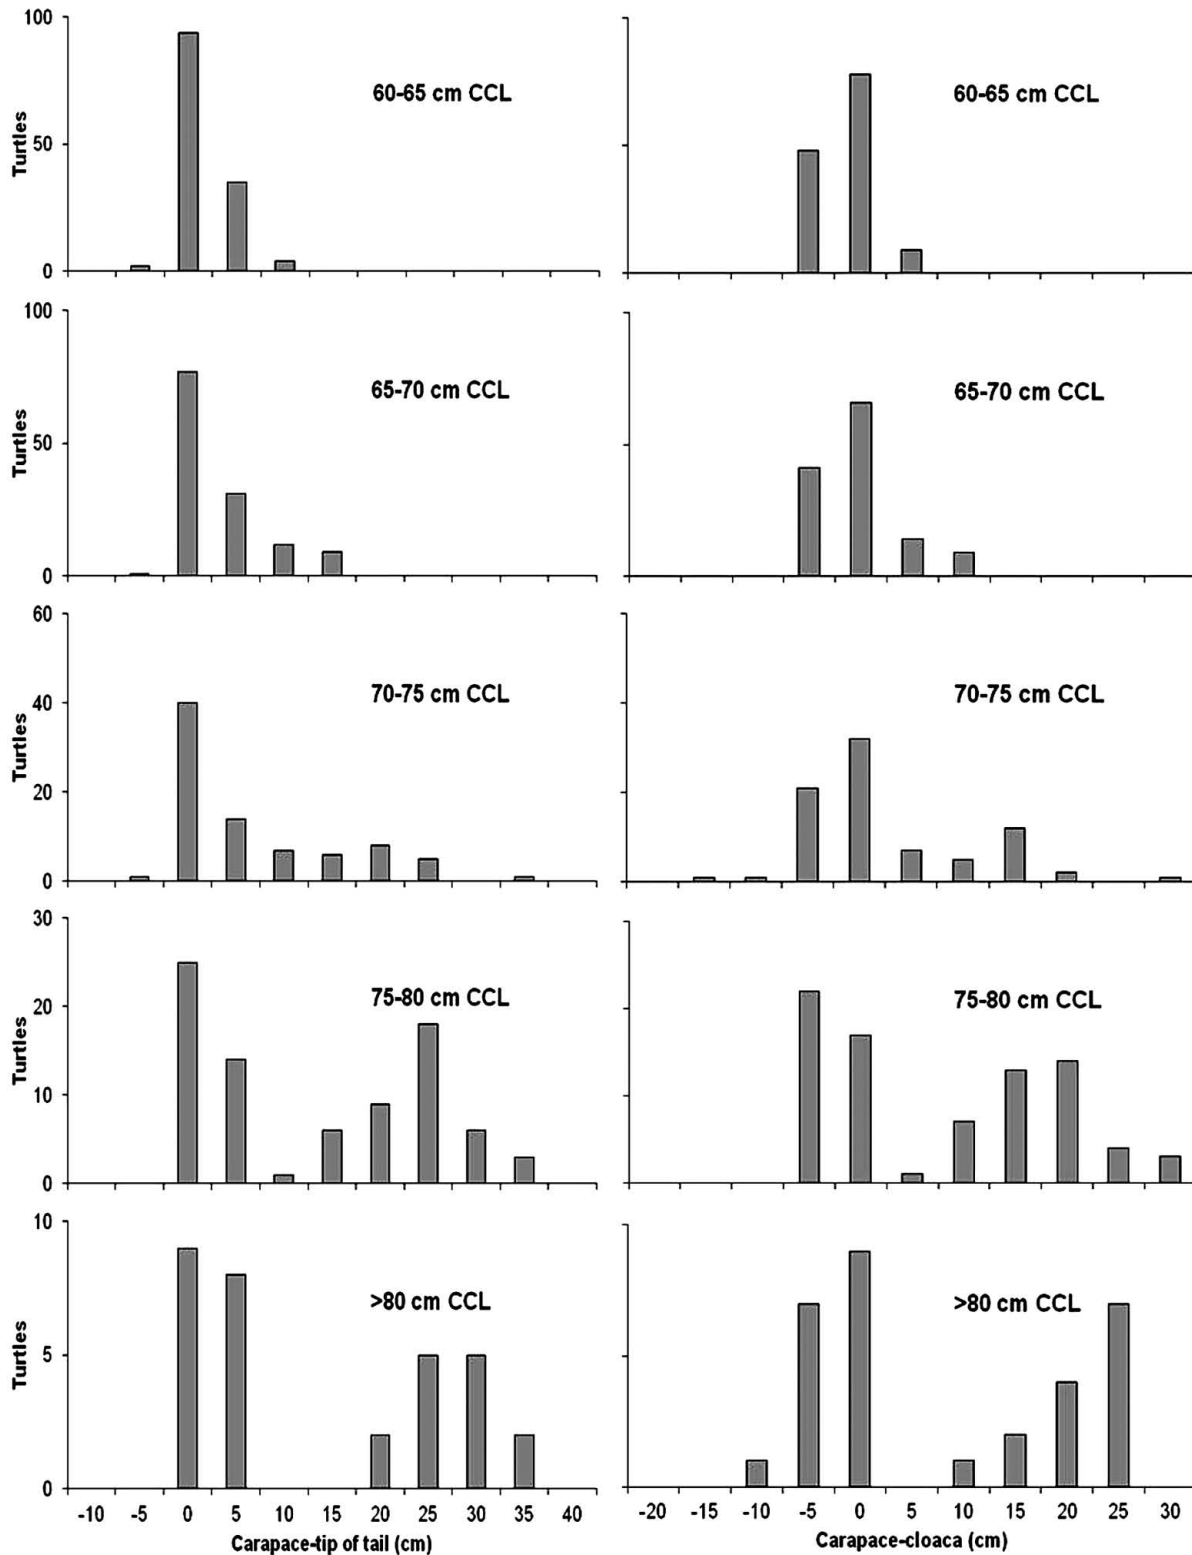 100
50
0
Turtles
60-65 cm CCL
60-65 cm CCL
100
50
0
Turtles
65-70 cm CCL
65-70 cm CCL
60
40
20
0
Turtles
70-75 cm CCL
70-75 cm CCL
30
20
10
0
Turtles
75-80 cm CCL
75-80 cm CCL
10
5
0
Turtles
>80 cm CCL
>80 cm CCL
-10 -5 0 5 10 15 20 25 30 35 40
-20 -15 -10 -5 0 5 10 15 20 25 30
Carapace-tip of tail (cm)
Carapace-cloaca (cm)